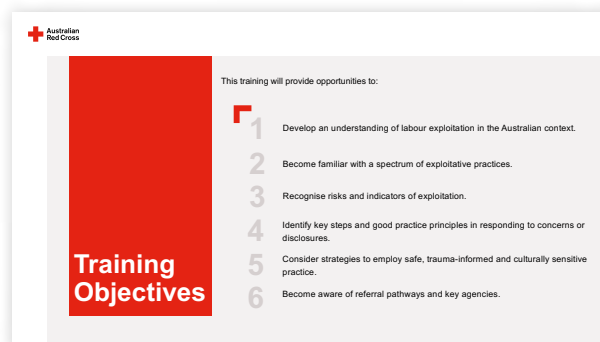 Australian
Red Cross
This training will provide opportunities to:
1 Develop an understanding of labour exploitation in the Australian context.
2 Become familiar with a spectrum of exploitative practices.
3 Recognise risks and indicators of exploitation.
4 Identify key steps and good practice principles in responding to concerns or
disclosures.
5 Consider strategies to employ safe, trauma-informed and culturally sensitive
practice.
6 Become aware of referral pathways and key agencies.
Training
Objectives